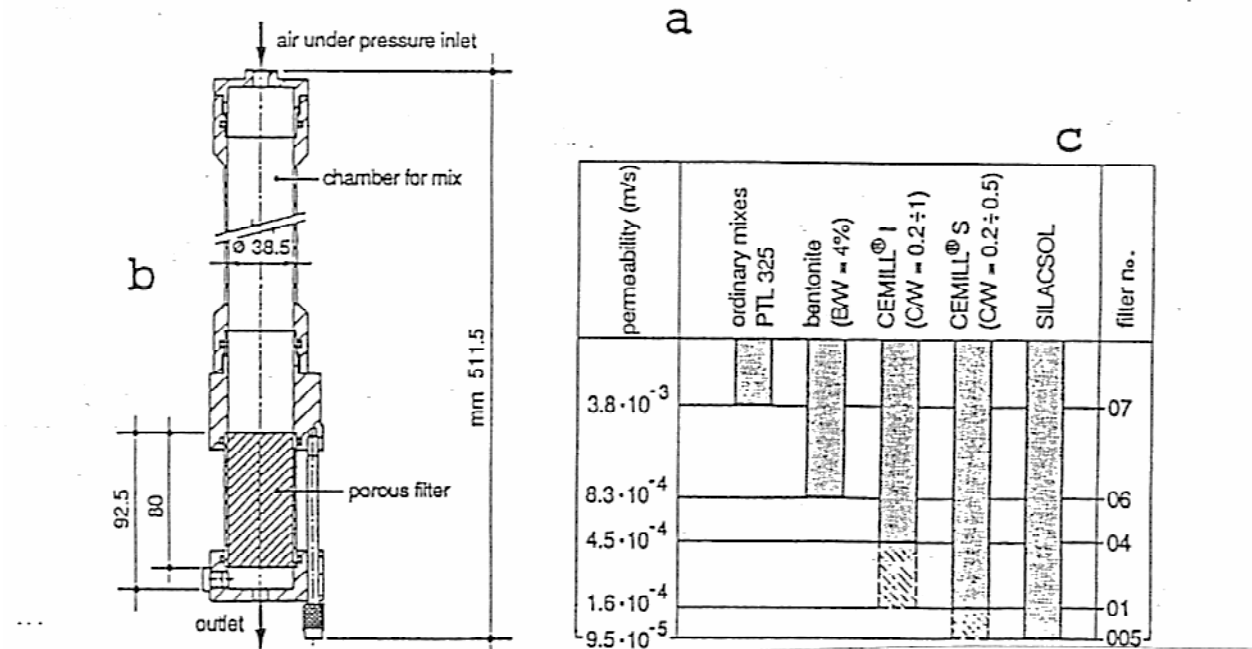 a
air under pressure inlet
chamber for mix
ø 38.5
b
mm 511.5
92.5
80
porous filter
outlet
c
permeability (m/s)
ordinary mixes
PTL 325
bentonite
(B/W = 4%)
CEMILL® I
(C/W = 0.2÷1)
CEMILL® S
(C/W = 0.2÷0.5)
SILACSOL
filter no.
3.8·10⁻³
07
8.3·10⁻⁴
06
4.5·10⁻⁴
04
1.6·10⁻⁴
01
9.5·10⁻⁵
005